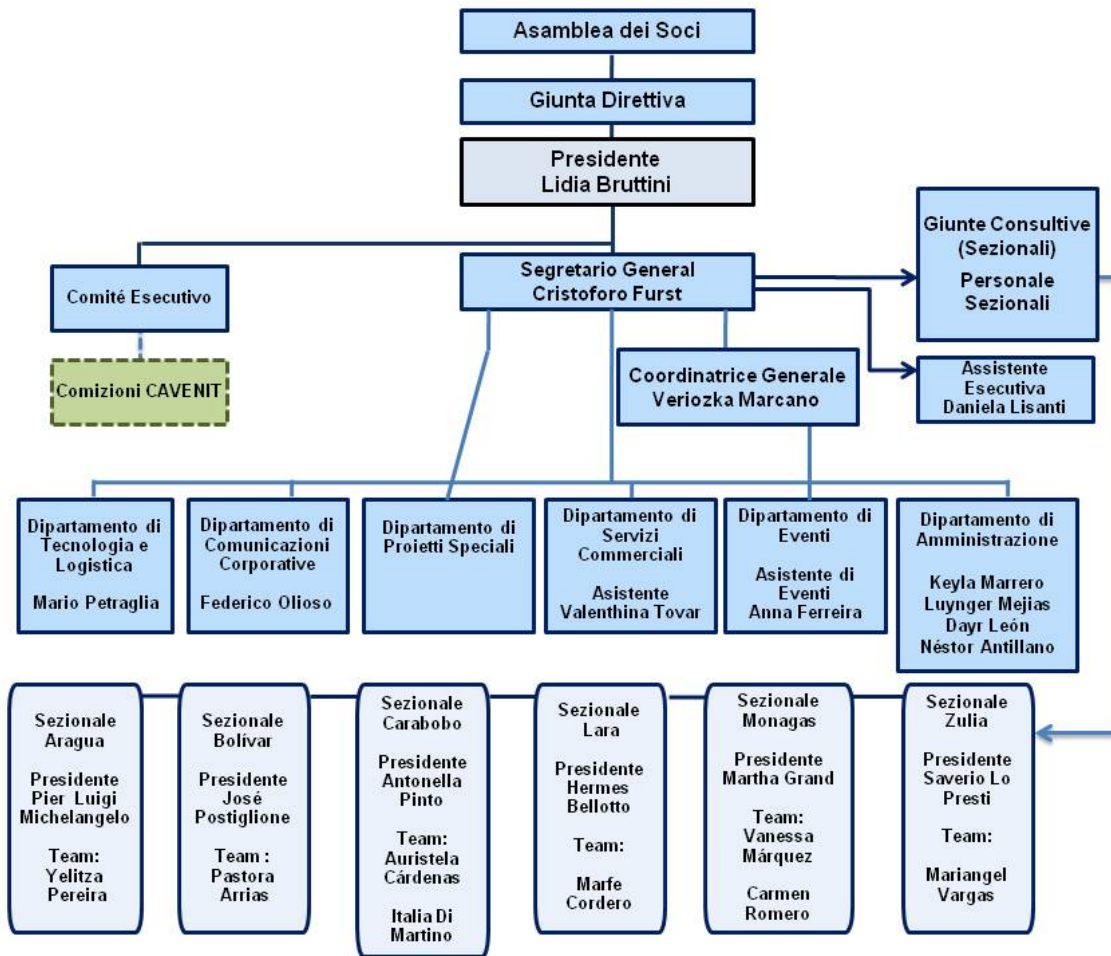 Asamblea dei Soci
Giunta Direttiva
Presidente
Lidia Bruttini
Giunte Consultive
(Sezionali)
Personale
Sezionali
Segretario General
Cristoforo Furst
Comité Esecutivo
Comizioni CAVENIT
Coordinatrice Generale
Veriozka Marcano
Assistente
Esecutiva
Daniela Lisanti
Dipartamento di
Tecnologia e
Logistica
Mario Petraglia
Dipartamento di
Comunicazioni
Corporative
Federico Olioso
Dipartamento di
Proietti Speciali
Dipartamento di
Servizi
Commerciali
Asistente
Valenthina Tovar
Dipartamento di
Eventi
Asistente di
Eventi
Anna Ferreira
Dipartamento di
Amministrazione
Keyla Marrero
Luynger Mejias
Dayr León
Néstor Antillano
Sezionale
Aragua
Presidente
Pier Luigi
Michelangelo
Team:
Yelitza
Pereira
Sezionale
Bolívar
Presidente
José
Postiglione
Team :
Pastora
Arrias
Sezionale
Carabobo
Presidente
Antonella
Pinto
Team:
Auristela
Cárdenas
Italia Di
Martino
Sezionale
Lara
Presidente
Hermes
Bellotto
Team:
Marfe
Cordero
Sezionale
Monagas
Presidente
Martha Grand
Team:
Vanessa
Márquez
Carmen
Romero
Sezionale
Zulia
Presidente
Saverio Lo
Presti
Team:
Mariangel
Vargas